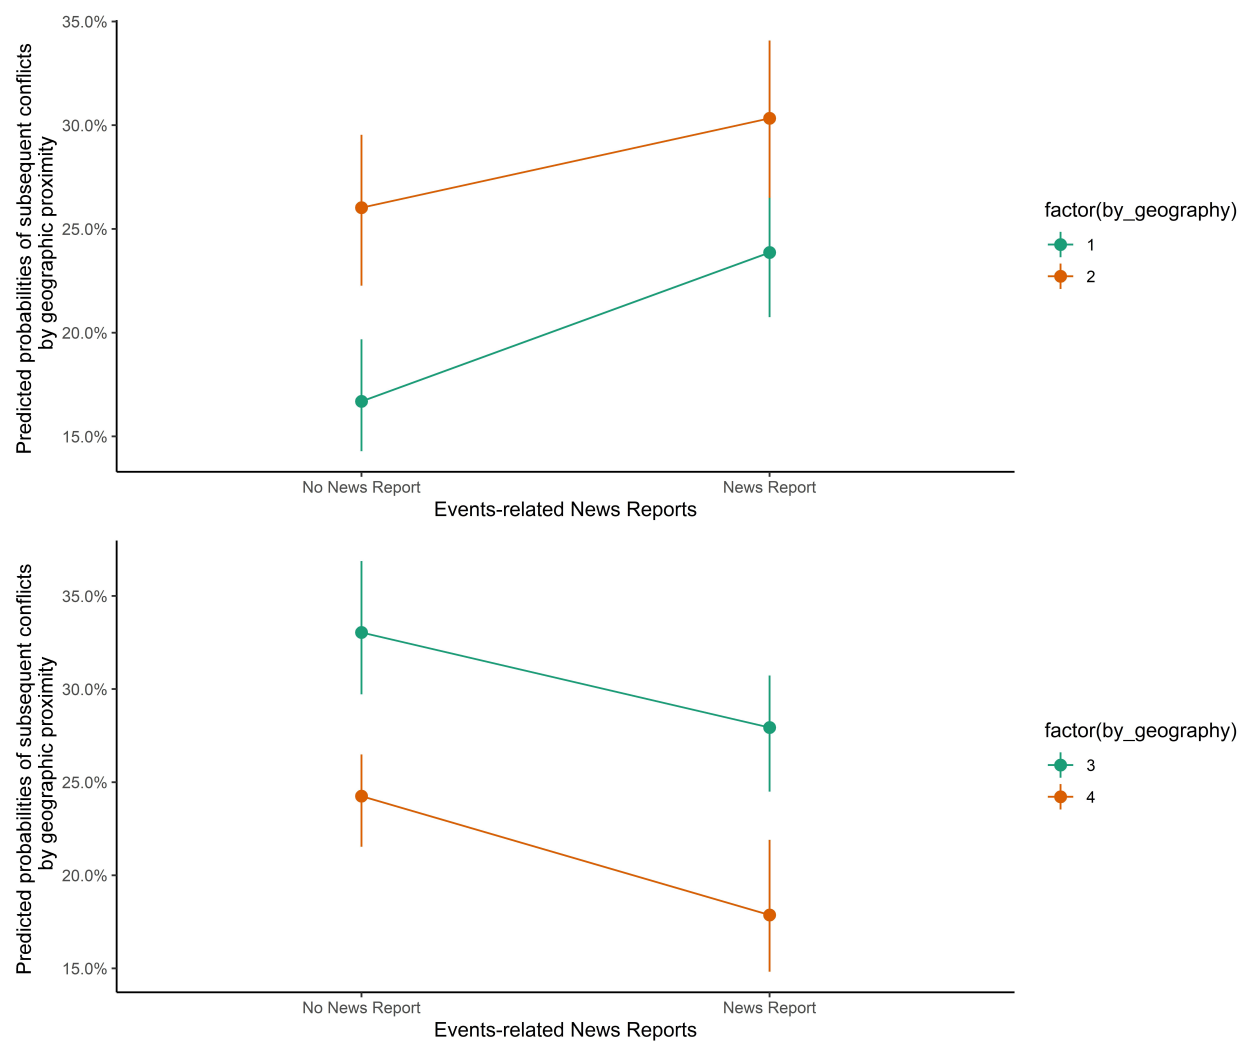 Predicted probabilities of subsequent conflicts
by geographic proximity
35.0%
30.0%
25.0%
20.0%
15.0%
No News Report
News Report
Events-related News Reports
factor(by_geography)
1
2
Predicted probabilities of subsequent conflicts
by geographic proximity
35.0%
30.0%
25.0%
20.0%
15.0%
No News Report
News Report
Events-related News Reports
factor(by_geography)
3
4